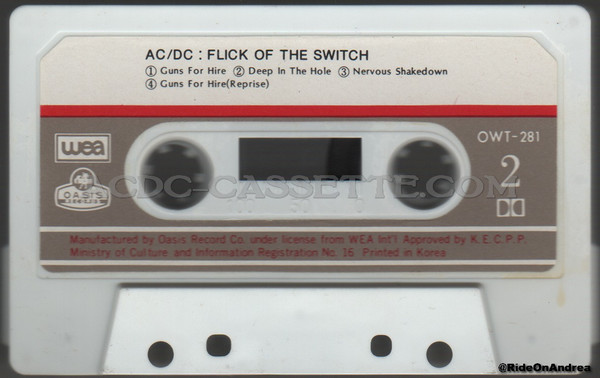 AC/DC : FLICK OF THE SWITCH
① Guns For Hire ② Deep In The Hole ③ Nervous Shakedown
④ Guns For Hire(Reprise)
wea
OWT-281
2
OASIS
RECORDS
ACDC-CASSETTE.COM
Manufactured by Oasis Record Co. under license from WEA Int'l Approved by K.E.C.P.P.
Ministry of Culture and Information Registration No. 16 Printed in Korea
@RideOnAndrea